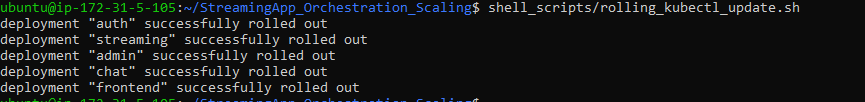 ubuntu@ip-172-31-5-105:~/StreamingApp_Orchestration_Scaling$ shell_scripts/rolling_kubectl_update.sh
deployment "auth" successfully rolled out
deployment "streaming" successfully rolled out
deployment "admin" successfully rolled out
deployment "chat" successfully rolled out
deployment "frontend" successfully rolled out